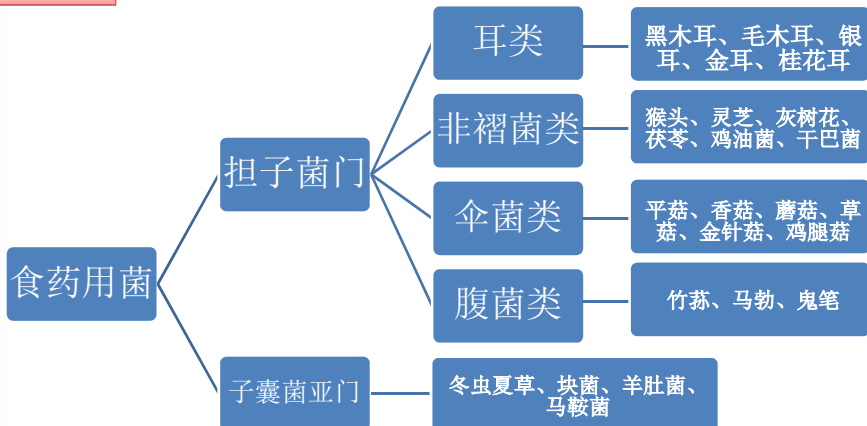 耳类
黑木耳、毛木耳、银
耳、金耳、桂花耳
非褶菌类
猴头、灵芝、灰树花、
茯苓、鸡油菌、干巴菌
担子菌门
伞菌类
平菇、香菇、蘑菇、草
菇、金针菇、鸡腿菇
食药用菌
腹菌类
竹荪、马勃、鬼笔
子囊菌亚门
冬虫夏草、块菌、羊肚菌、
马鞍菌